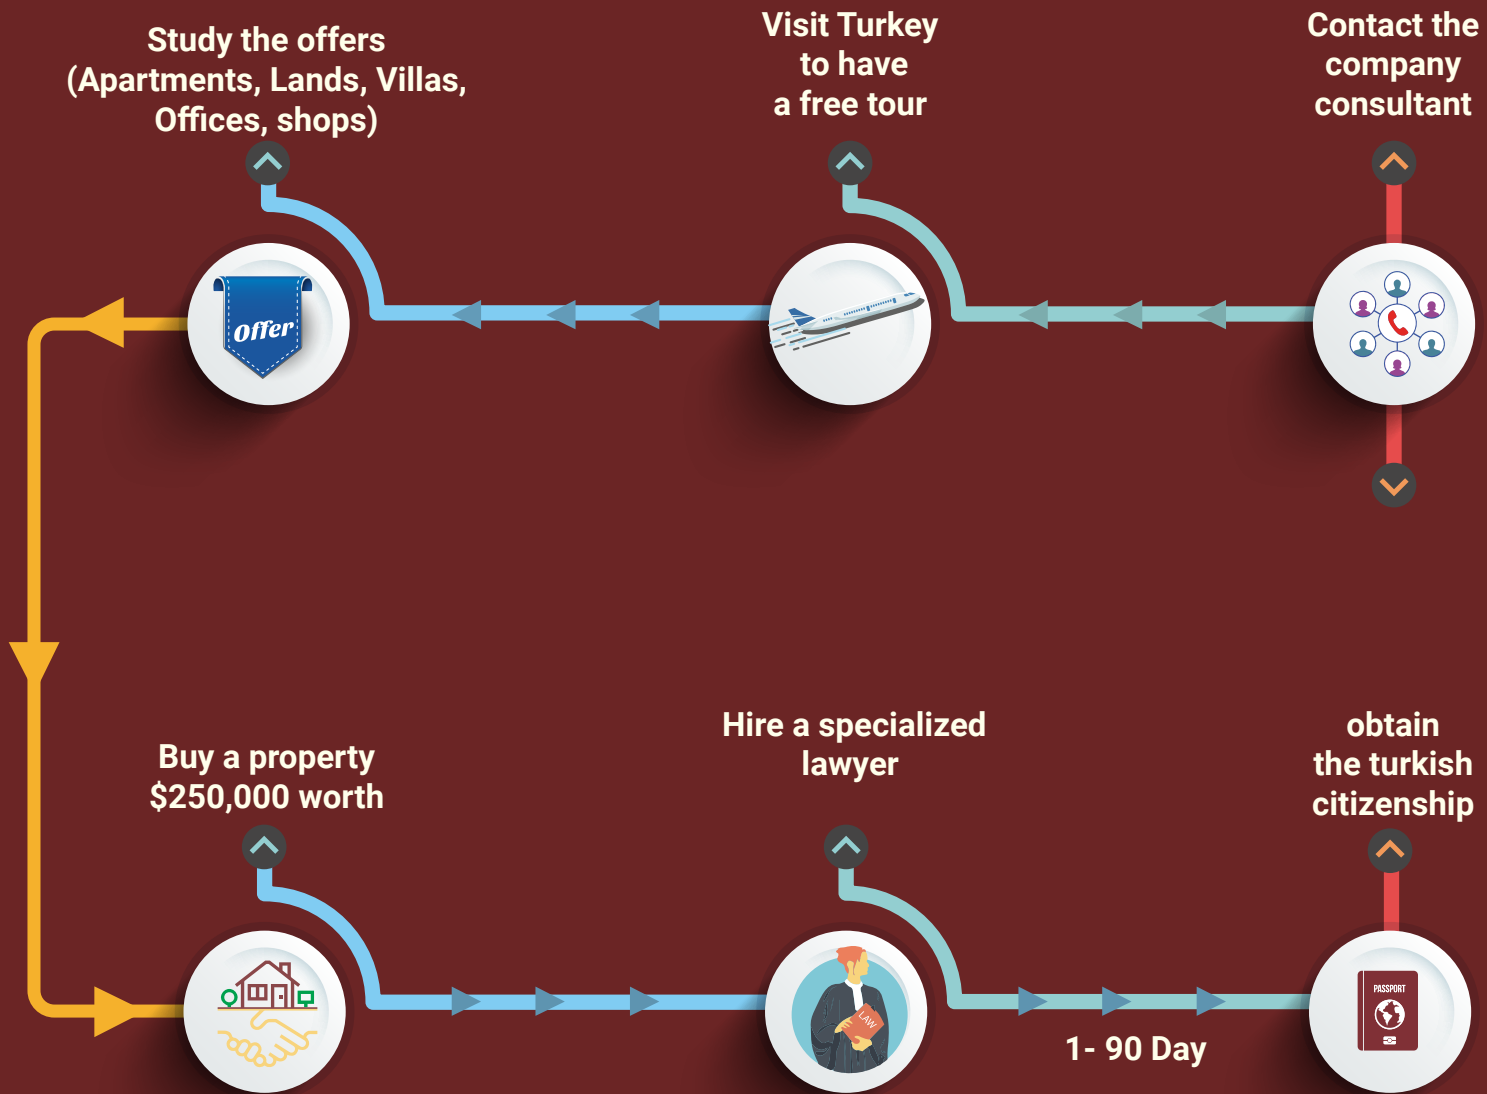 Contact the
company
consultant
Visit Turkey
to have
a free tour
Study the offers
(Apartments, Lands, Villas,
Offices, shops)
Offer
Buy a property
$250,000 worth
Hire a specialized
lawyer
LAW
1- 90 Day
obtain
the turkish
citizenship
PASSPORT